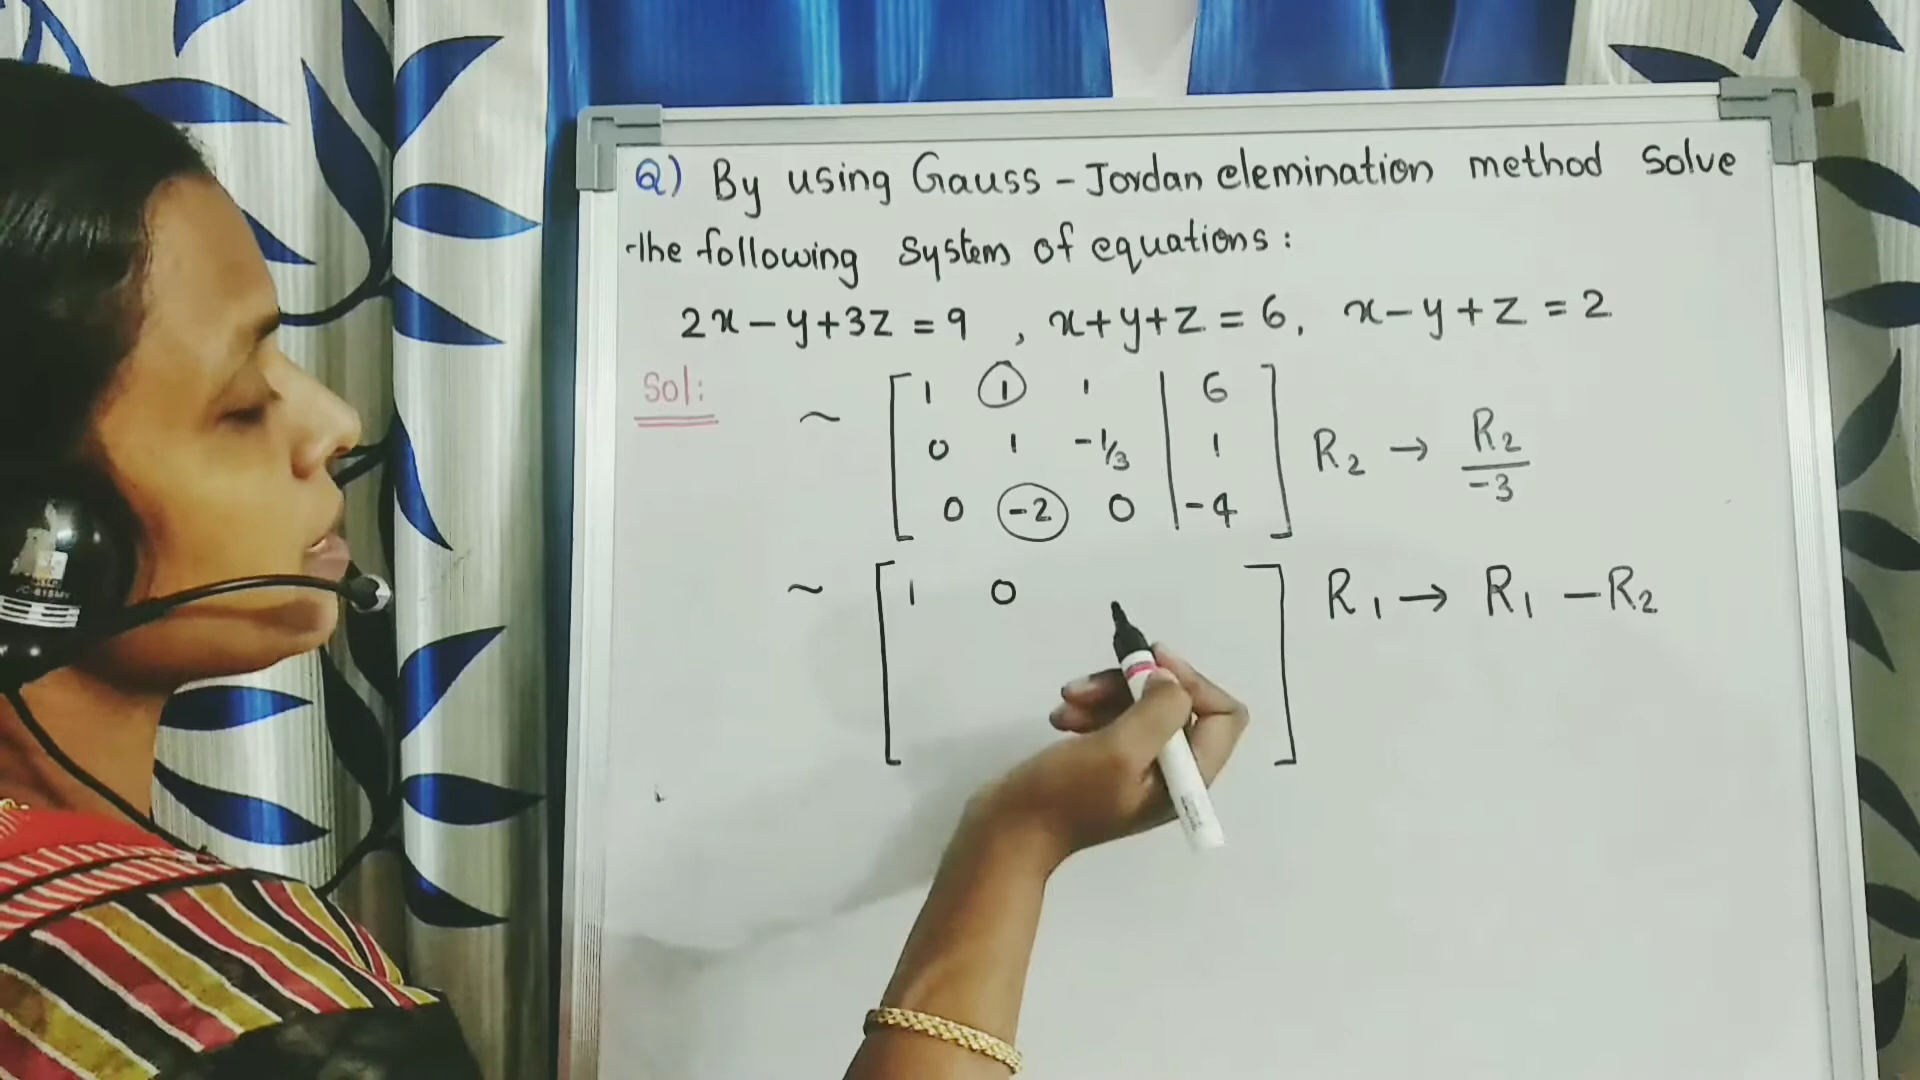 Q) By using Gauss - Jordan elemination method solve
the following system of equations :
2x - y + 3z = 9 , x + y + z = 6, x - y + z = 2
Sol:
~ [ 1 1 1 | 6 ]
[ 0 1 -1/3 | 1 ] R2 → R2/-3
[ 0 -2 0 | -4 ]
~ [ 1 0 ] R1 → R1 - R2